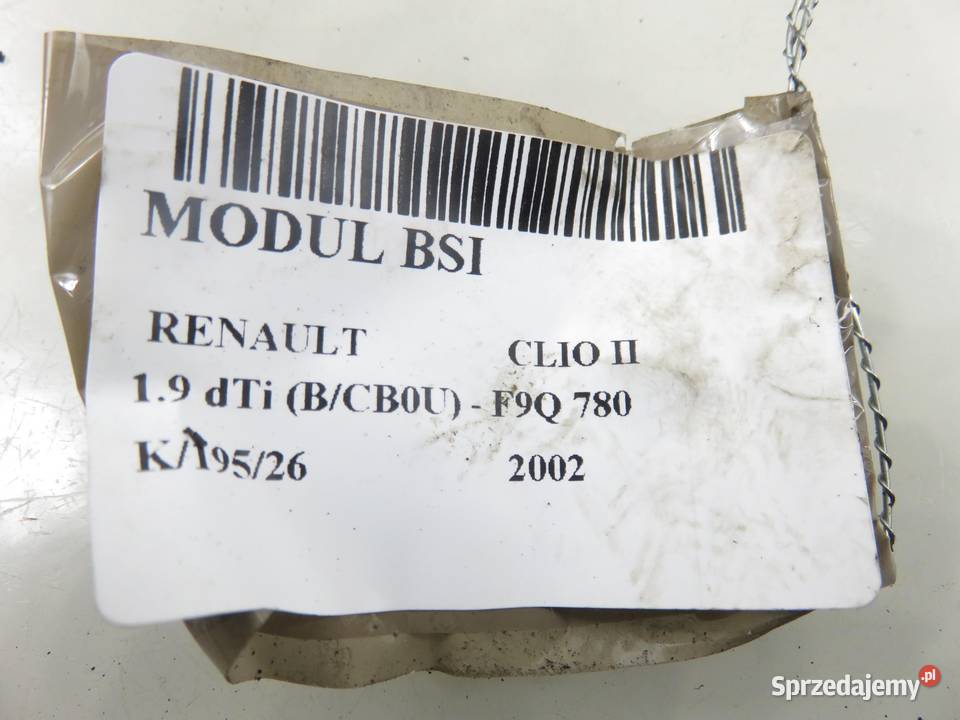 MODUL BSI
RENAULT CLIO II
1.9 dTi (B/CB0U) - F9Q 780
K/195/26 2002
Sprzedajemy.pl